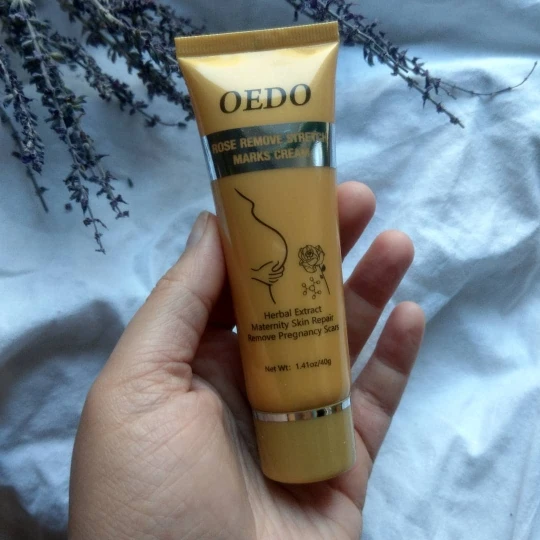 OEDO
ROSE REMOVE STRETCH
MARKS CREAM
Herbal Extract
Maternity Skin Repair
Remove Pregnancy Scars
Net Wt: 1.41oz/40g